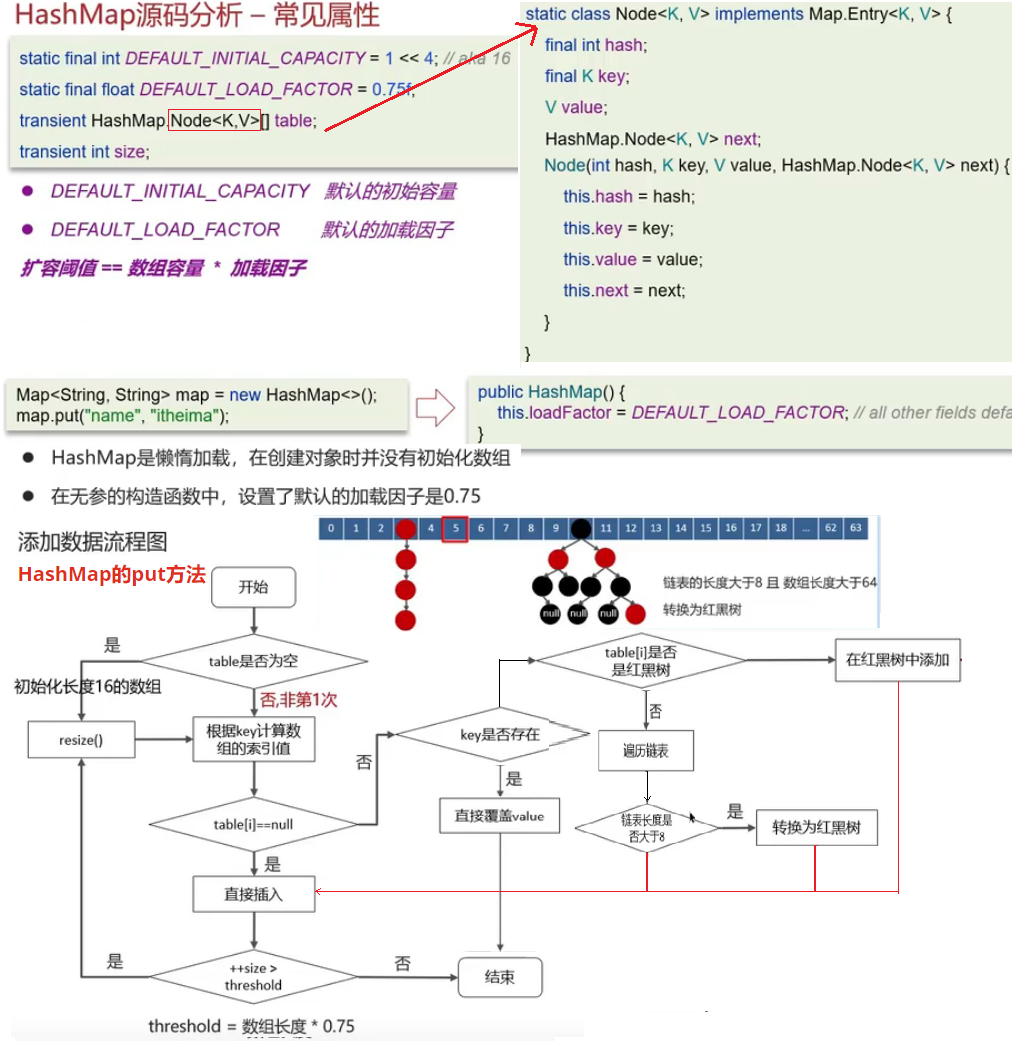 HashMap源码分析 – 常见属性
static final int DEFAULT_INITIAL_CAPACITY = 1 << 4; // aka 16
static final float DEFAULT_LOAD_FACTOR = 0.75f;
transient HashMap.Node<K,V>[] table;
transient int size;
● DEFAULT_INITIAL_CAPACITY 默认的初始容量
● DEFAULT_LOAD_FACTOR 默认的加载因子
扩容阈值 == 数组容量 * 加载因子
static class Node<K, V> implements Map.Entry<K, V> {
final int hash;
final K key;
V value;
HashMap.Node<K, V> next;
Node(int hash, K key, V value, HashMap.Node<K, V> next) {
this.hash = hash;
this.key = key;
this.value = value;
this.next = next;
}
}
Map<String, String> map = new HashMap<>();
map.put("name", "itheima");
public HashMap() {
this.loadFactor = DEFAULT_LOAD_FACTOR; // all other fields defa
}
● HashMap是懒惰加载，在创建对象时并没有初始化数组
● 在无参的构造函数中，设置了默认的加载因子是0.75
添加数据流程图
HashMap的put方法
0 1 2 4 5 6 7 8 9 11 12 13 14 15 16 17 18 ... 62 63
null null null
链表的长度大于8 且 数组长度大于64
转换为红黑树
开始
table是否为空
是
初始化长度16的数组
否,非第1次
resize()
根据key计算数
组的索引值
table[i]==null
否
是
直接插入
++size >
threshold
是
否
结束
threshold = 数组长度 * 0.75
key是否存在
是
直接覆盖value
table[i]是否
是红黑树
在红黑树中添加
否
遍历链表
链表长度是
否大于8
是
转换为红黑树